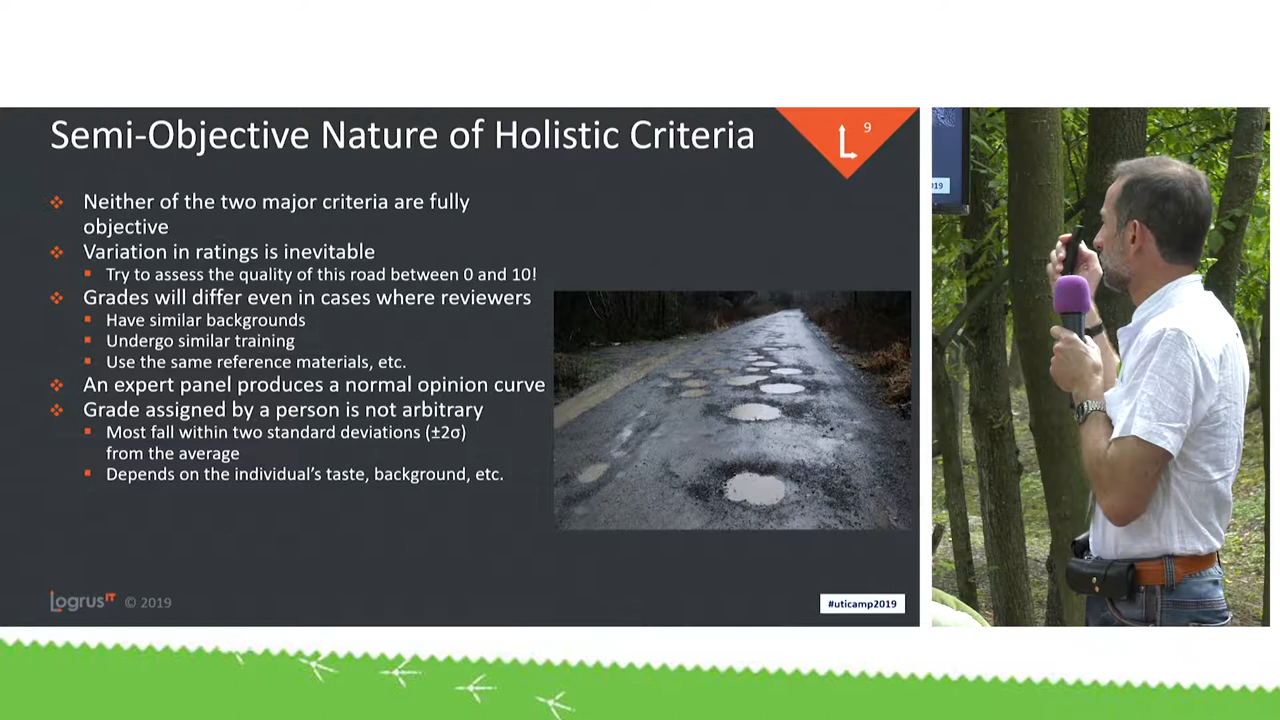 Semi-Objective Nature of Holistic Criteria
9
Neither of the two major criteria are fully
objective
Variation in ratings is inevitable
Try to assess the quality of this road between 0 and 10!
Grades will differ even in cases where reviewers
Have similar backgrounds
Undergo similar training
Use the same reference materials, etc.
An expert panel produces a normal opinion curve
Grade assigned by a person is not arbitrary
Most fall within two standard deviations (±2σ)
from the average
Depends on the individual's taste, background, etc.
LogrusIT © 2019
#uticamp2019
19